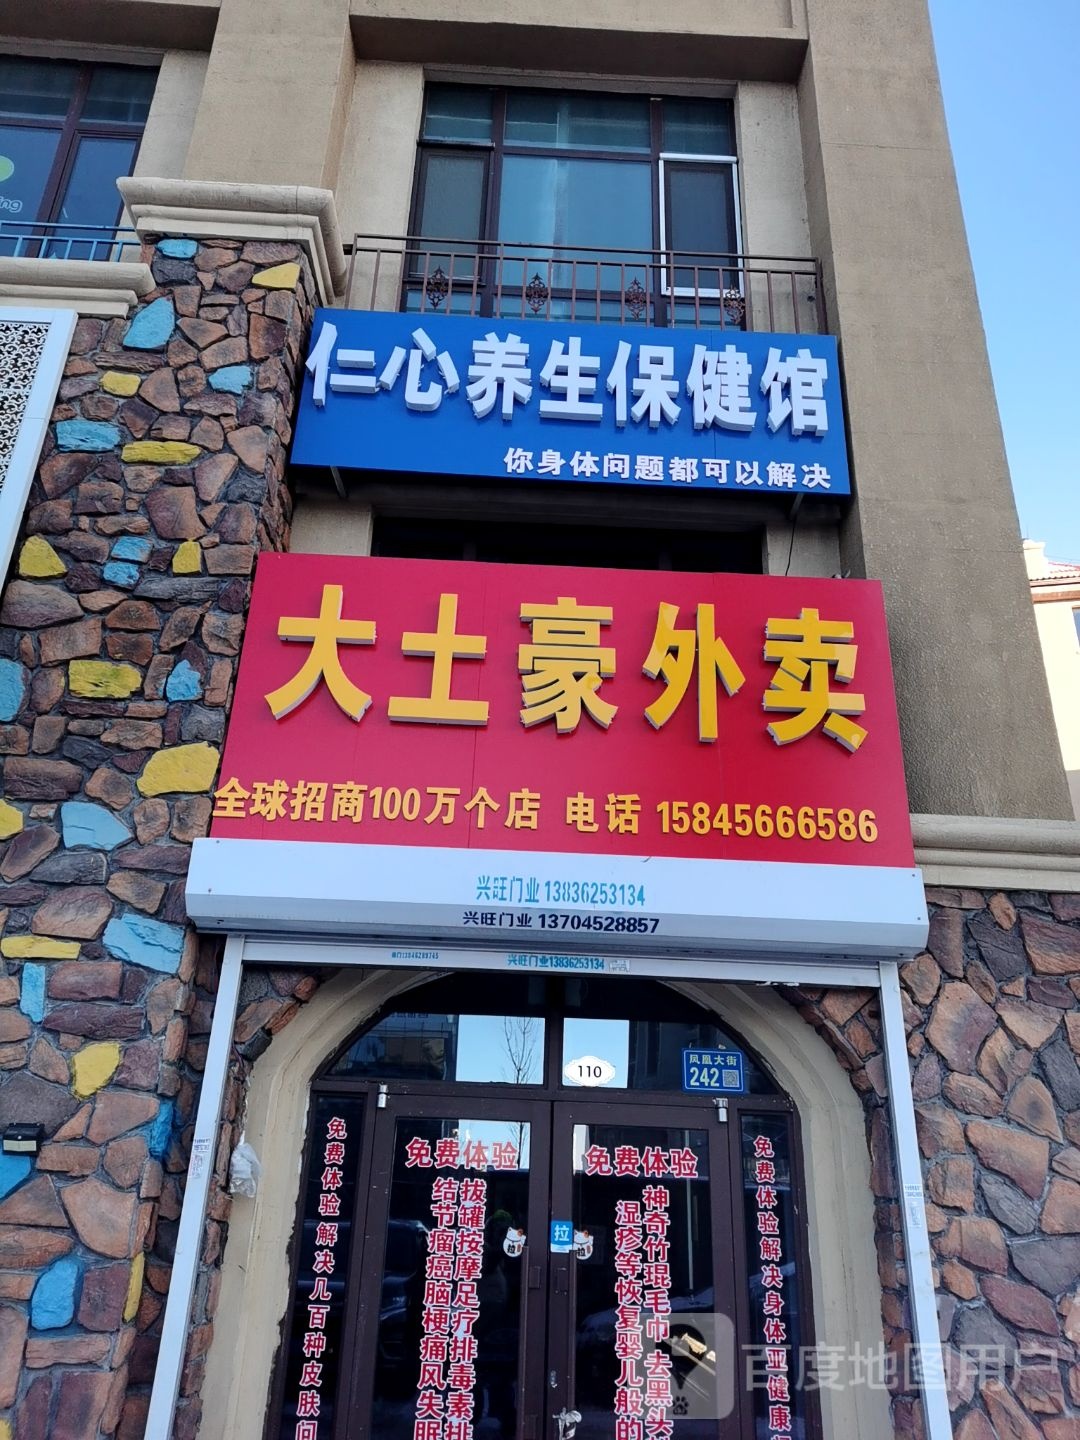 ing
仁心养生保健馆
你身体问题都可以解决
大土豪外卖
全球招商100万个店 电话 15845666586
兴旺门业 13836253134
兴旺门业 13704528857
兴旺门业13836254134
110
凤凰大街
242
免费体验
免费体验
免费体验解决几百种皮肤问
拔罐按摩足疗排毒素排
结节瘤癌脑梗痛风失眠
拉
拉
拉
神奇竹琨毛巾去黑头
湿疹等恢复婴儿般的
免费体验解决身体亚健康
百度地图用户